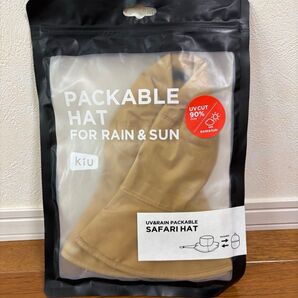 PACKABLE
HAT
FOR RAIN & SUN
KiU
UV CUT
90%
UV&RAIN PACKABLE
SAFARI HAT